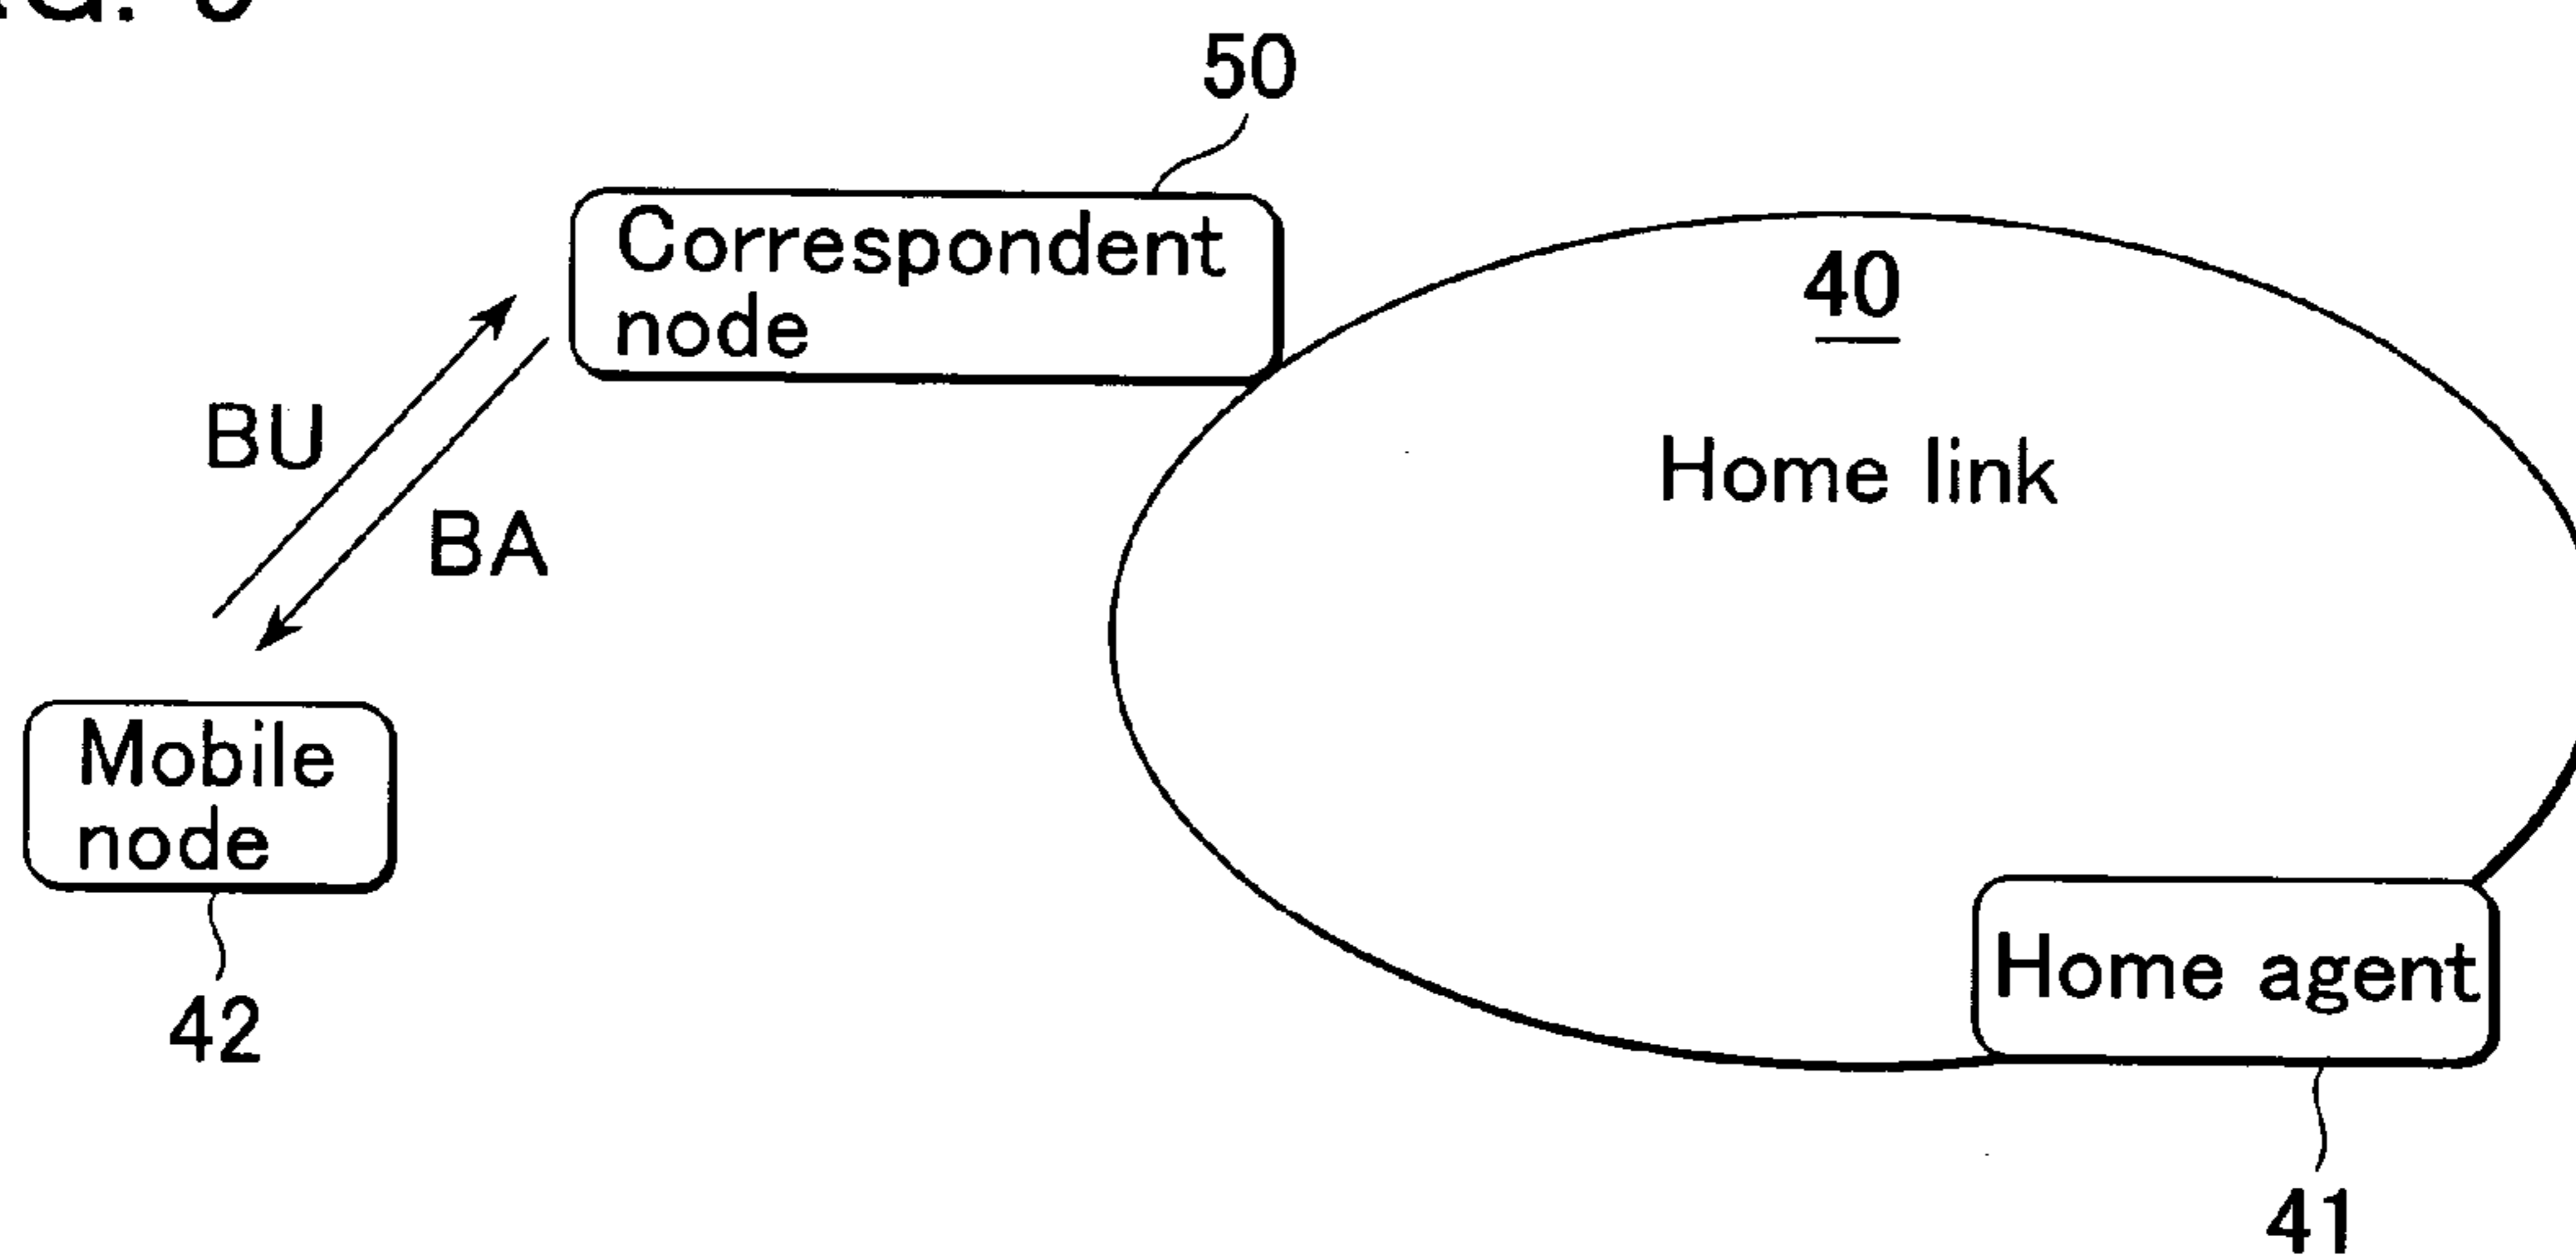 50
Correspondent
node
40
Home link
BU
BA
Mobile
node
Home agent
42
41